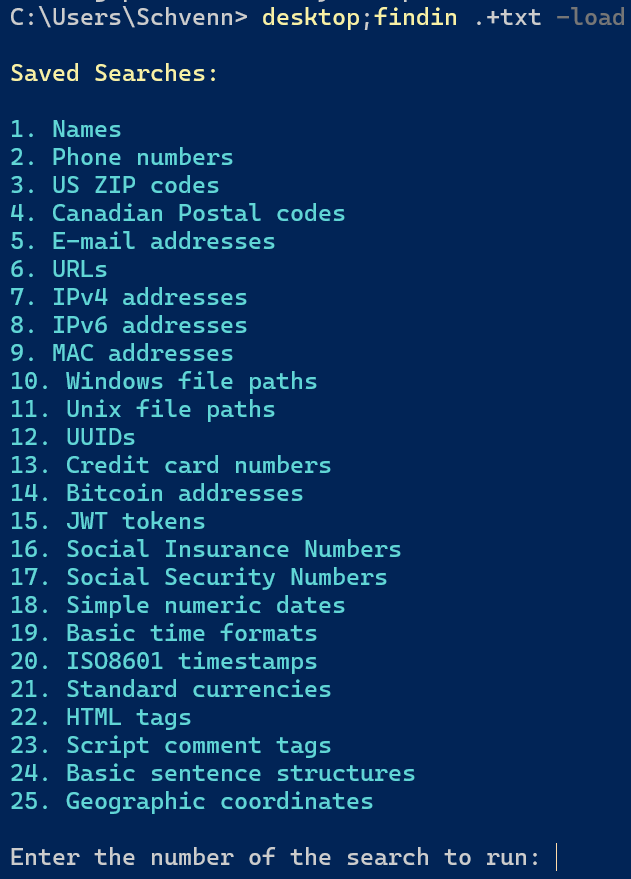 C:\Users\Schvenn> desktop;findin .+txt -load
Saved Searches:
1. Names
2. Phone numbers
3. US ZIP codes
4. Canadian Postal codes
5. E-mail addresses
6. URLs
7. IPv4 addresses
8. IPv6 addresses
9. MAC addresses
10. Windows file paths
11. Unix file paths
12. UUIDs
13. Credit card numbers
14. Bitcoin addresses
15. JWT tokens
16. Social Insurance Numbers
17. Social Security Numbers
18. Simple numeric dates
19. Basic time formats
20. ISO8601 timestamps
21. Standard currencies
22. HTML tags
23. Script comment tags
24. Basic sentence structures
25. Geographic coordinates
Enter the number of the search to run: